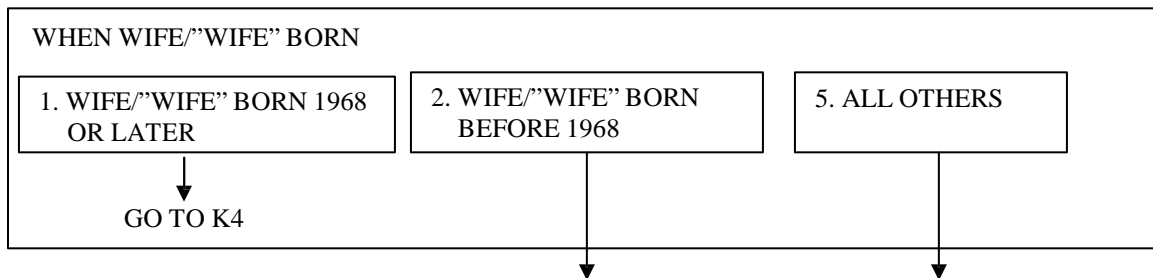 WHEN WIFE/”WIFE” BORN
1. WIFE/”WIFE” BORN 1968
OR LATER
2. WIFE/”WIFE” BORN
BEFORE 1968
5. ALL OTHERS
GO TO K4